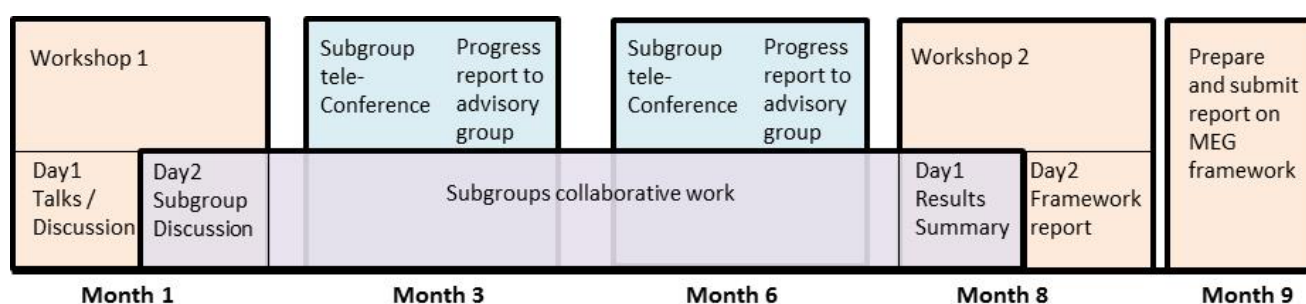 Workshop 1
Day1
Talks /
Discussion
Day2
Subgroup
Discussion
Subgroup
tele-
Conference
Progress
report to
advisory
group
Subgroups collaborative work
Subgroup
tele-
Conference
Progress
report to
advisory
group
Workshop 2
Day1
Results
Summary
Day2
Framework
report
Prepare
and submit
report on
MEG
framework
Month 1
Month 3
Month 6
Month 8
Month 9